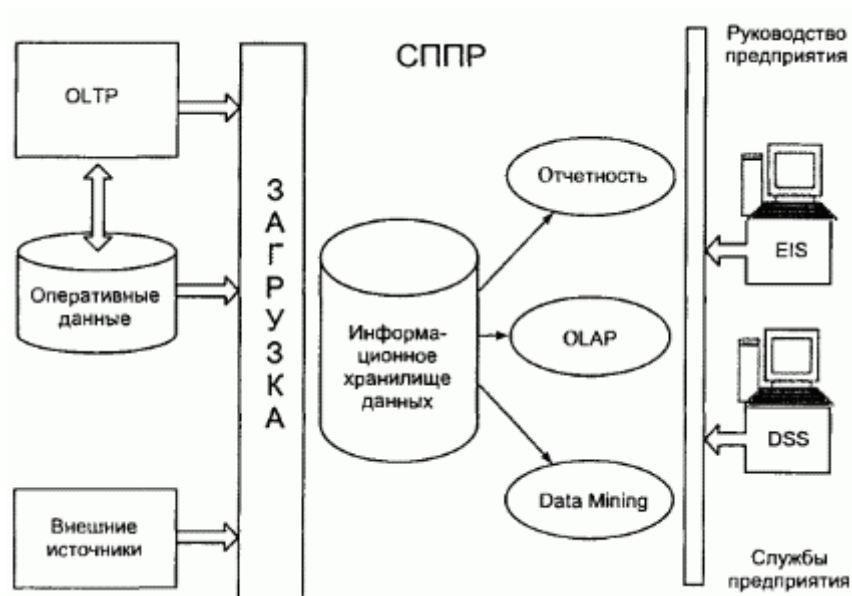 OLTP
Оперативные
данные
Внешние
источники
З
А
Г
Р
У
З
К
А
СППР
Информа-
ционное
хранилище
данных
Отчетность
OLAP
Data Mining
Руководство
предприятия
EIS
DSS
Службы
предприятия